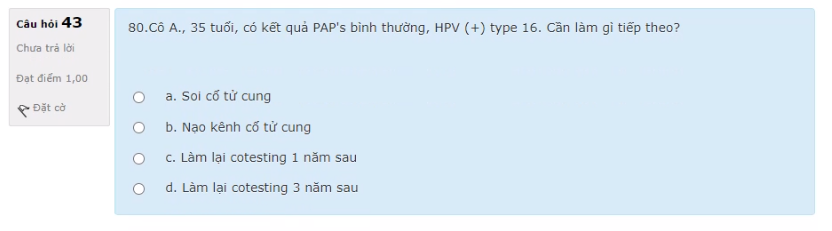 Câu hỏi 43
Chưa trả lời
Đạt điểm 1,00
Đặt cờ
80.Cô A., 35 tuổi, có kết quả PAP's bình thường, HPV (+) type 16. Cần làm gì tiếp theo?
a. Soi cổ tử cung
b. Nạo kênh cổ tử cung
c. Làm lại cotesting 1 năm sau
d. Làm lại cotesting 3 năm sau